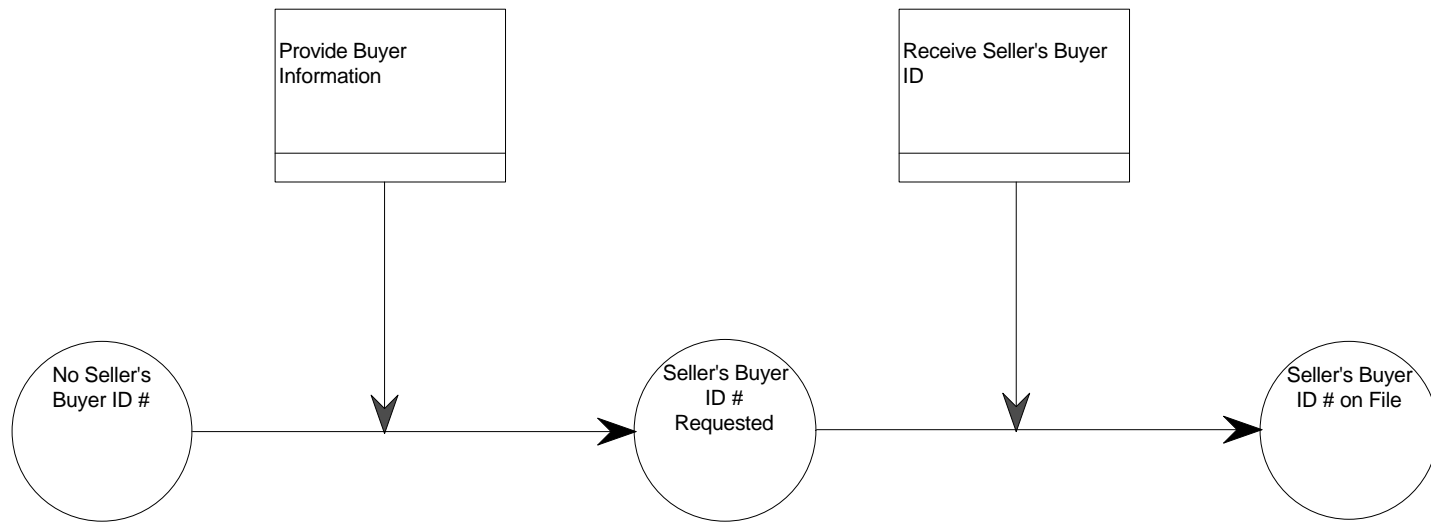 Provide Buyer
Information
Receive Seller's Buyer
ID
No Seller's
Buyer ID #
Seller's Buyer
ID #
Requested
Seller's Buyer
ID # on File